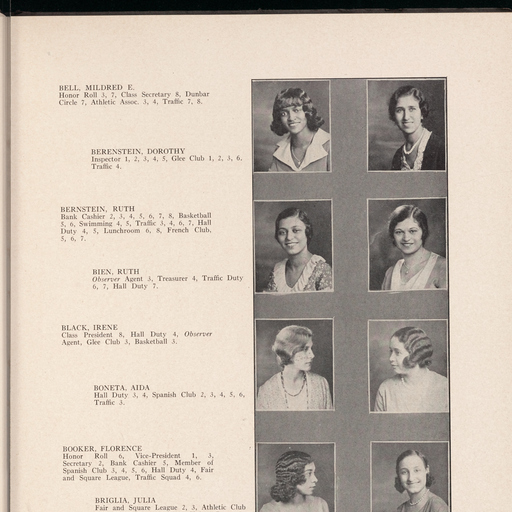 BELL, MILDRED E.
Honor Roll 3, 7, Class Secretary 8, Dunbar
Circle 7, Athletic Assoc. 3, 4, Traffic 7, 8.
BERENSTEIN, DOROTHY
Inspector 1, 2, 3, 4, 5, Glee Club 1, 2, 3, 6.
Traffic 4.
BERNSTEIN, RUTH
Bank Cashier 2, 3, 4, 5, 6, 7, 8, Basketball
5, 6, Swimming 4, 5, Traffic 3, 4, 6, 7, Hall
Duty 4, 5, Lunchroom 6, 8, French Club,
5, 6, 7.
BIEN, RUTH
Observer Agent 3, Treasurer 4, Traffic Duty
6, 7, Hall Duty 7.
BLACK, IRENE
Class President 8, Hall Duty 4, Observer
Agent, Glee Club 3, Basketball 3.
BONETA, AIDA
Hall Duty 3, 4, Spanish Club 2, 3, 4, 5, 6,
Traffic 3.
BOOKER, FLORENCE
Honor Roll 6, Vice-President 1, 3,
Secretary 2, Bank Cashier 5, Member of
Spanish Club 3, 4, 5, 6, Hall Duty 4, Fair
and Square League, Traffic Squad 4, 6.
BRIGLIA, JULIA
Fair and Square League 2, 3, Athletic Club